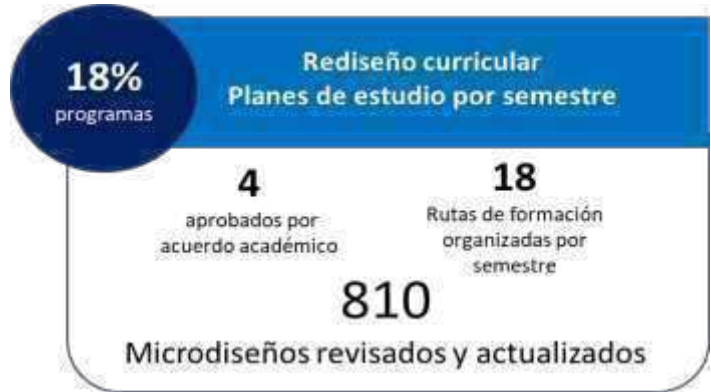 18%
programas
Rediseño curricular
Planes de estudio por semestre
4
aprobados por
acuerdo académico
18
Rutas de formación
organizadas por
semestre
810
Microdiseños revisados y actualizados